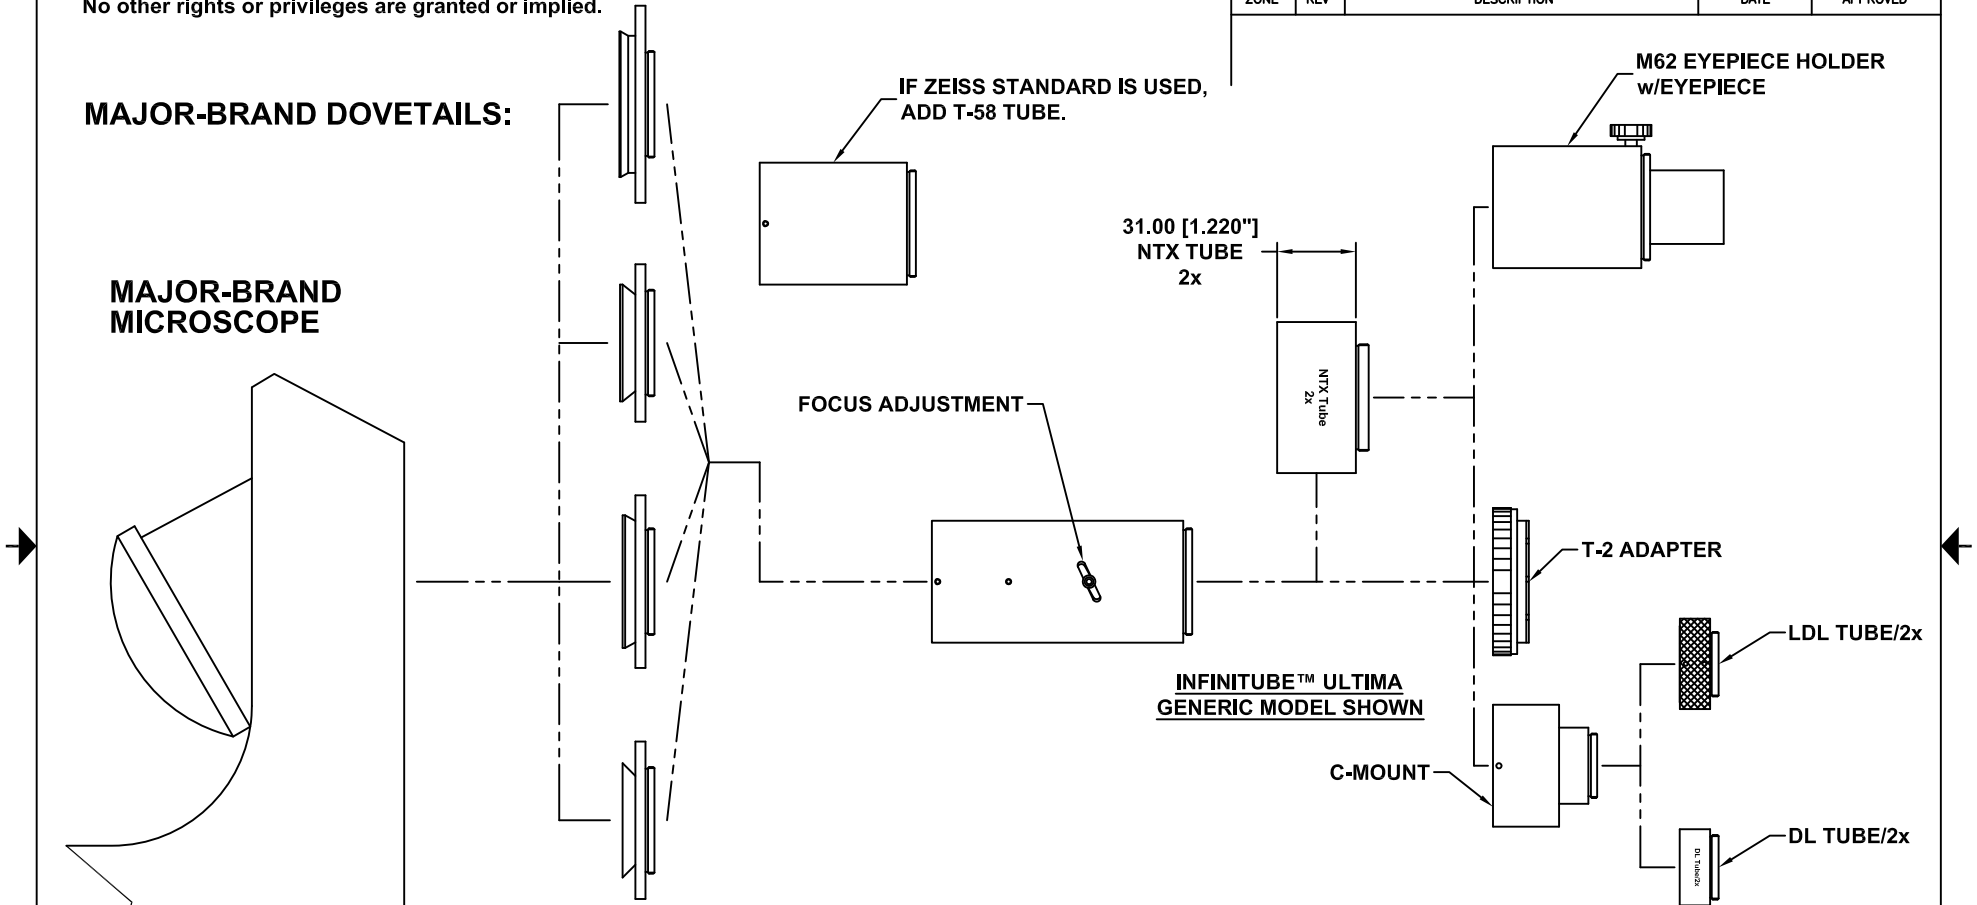 No other rights or privileges are granted or implied.
ZONE REV DESCRIPTION DATE APPROVED
MAJOR-BRAND DOVETAILS:
IF ZEISS STANDARD IS USED,
ADD T-58 TUBE.
M62 EYEPIECE HOLDER
w/EYEPIECE
31.00 [1.220"]
NTX TUBE
2x
MAJOR-BRAND
MICROSCOPE
NTX Tube
2x
FOCUS ADJUSTMENT
T-2 ADAPTER
LDL TUBE/2x
INFINITUBE™ ULTIMA
GENERIC MODEL SHOWN
C-MOUNT
DL TUBE/2x
DL Tube/2x